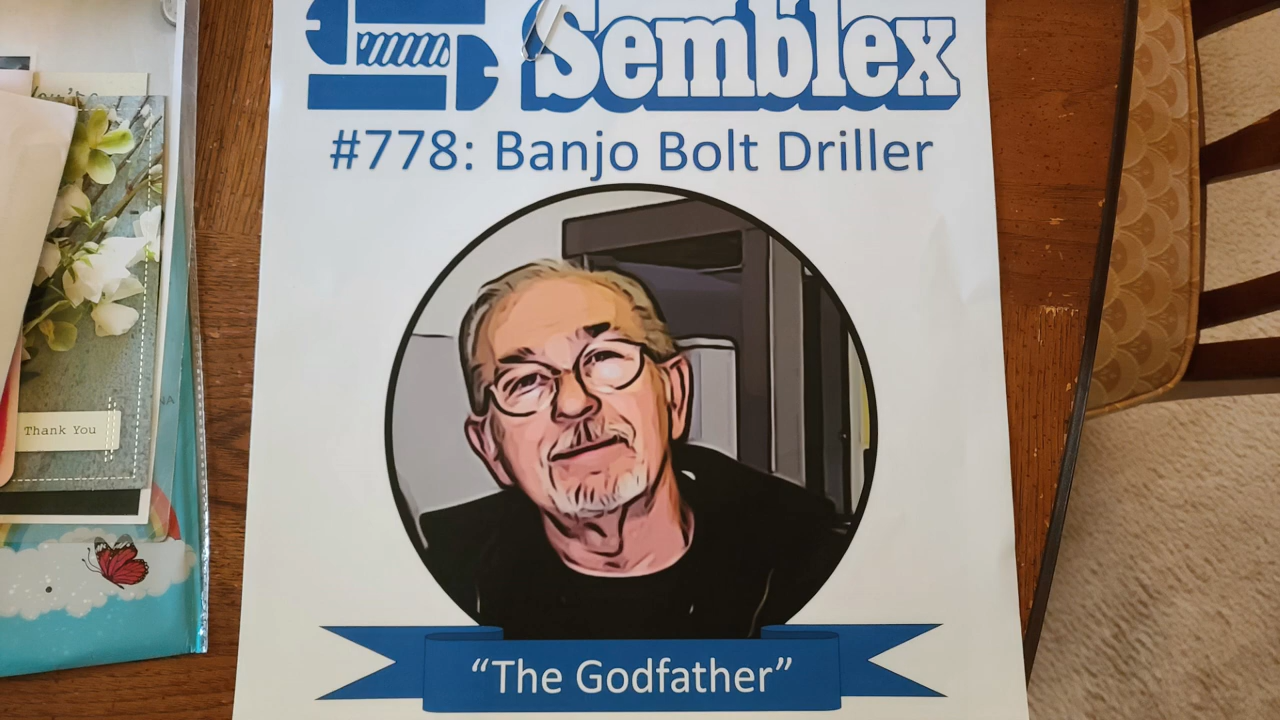 Semblex
#778: Banjo Bolt Driller
Thank You
“The Godfather”